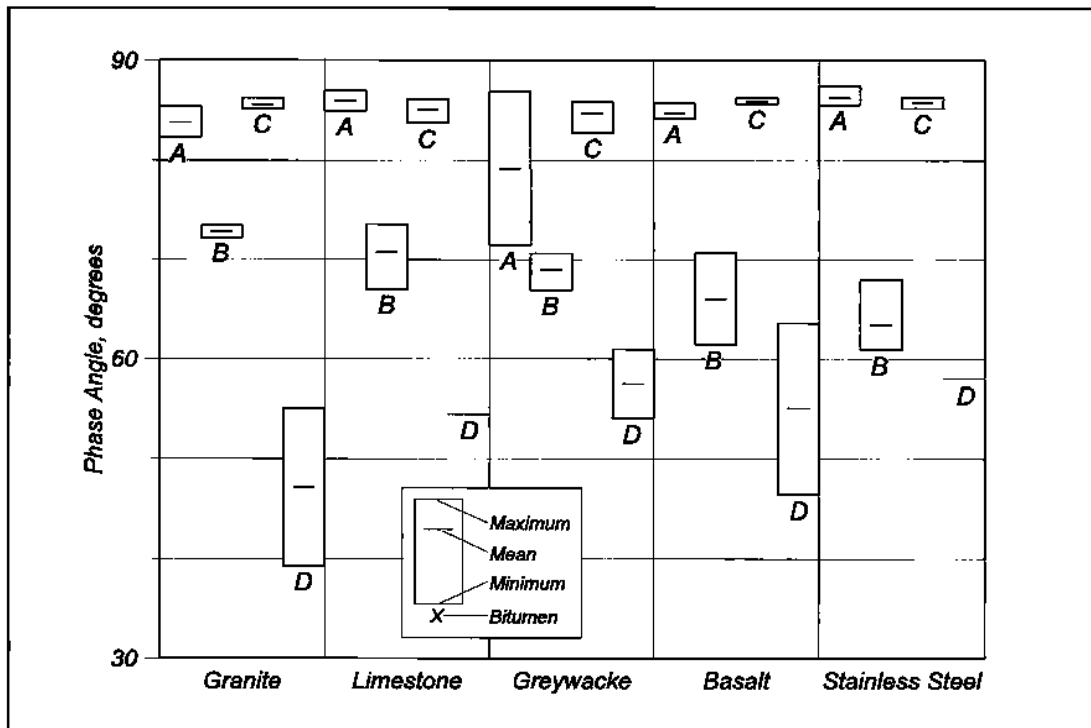 90
A
C
A
C
A
C
A
C
A
C
B
B
B
B
B
60
D
D
D
D
D
30
Phase Angle, degrees
Maximum
Mean
Minimum
X Bitumen
Granite Limestone Greywacke Basalt Stainless Steel